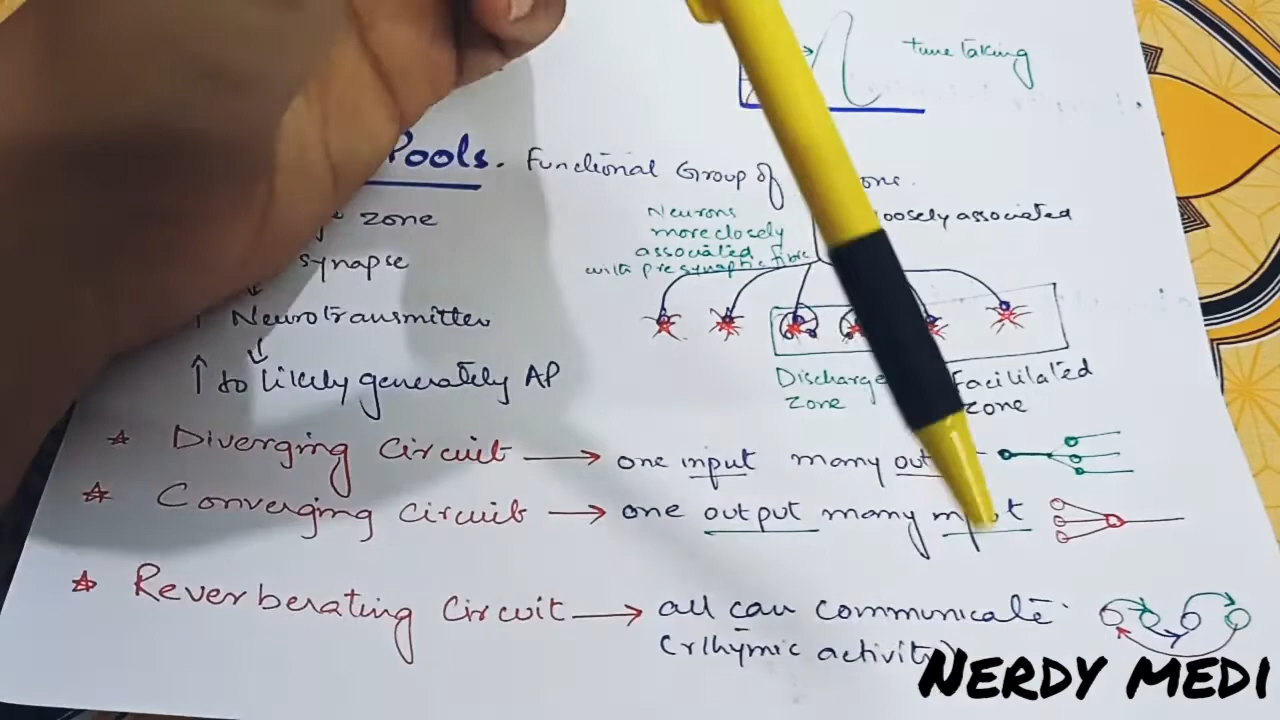 time taking
Pools. Functional Group of
zone
synapse
Neurotransmitter
↑ to likely generately AP
Neurons
more closely
associated
with presynaptic fibre
loosely associated
Discharge
zone
Facililated
zone
☆ Diverging Circuit → one input many out
☆ Converging Circuit → one output many input
☆ Reverberating Circuit → all can communicate
(rlhymic activity)
NERDY MEDI